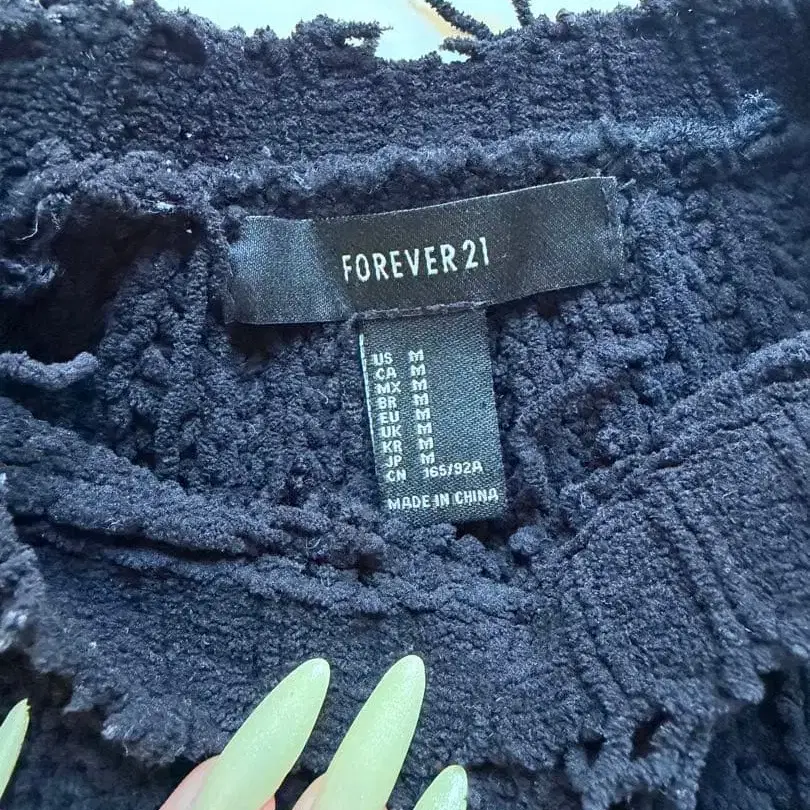 FOREVER 21
US M
CA M
MX M
BR M
EU M
UK M
KR M
JP M
CN 165/92A
MADE IN CHINA